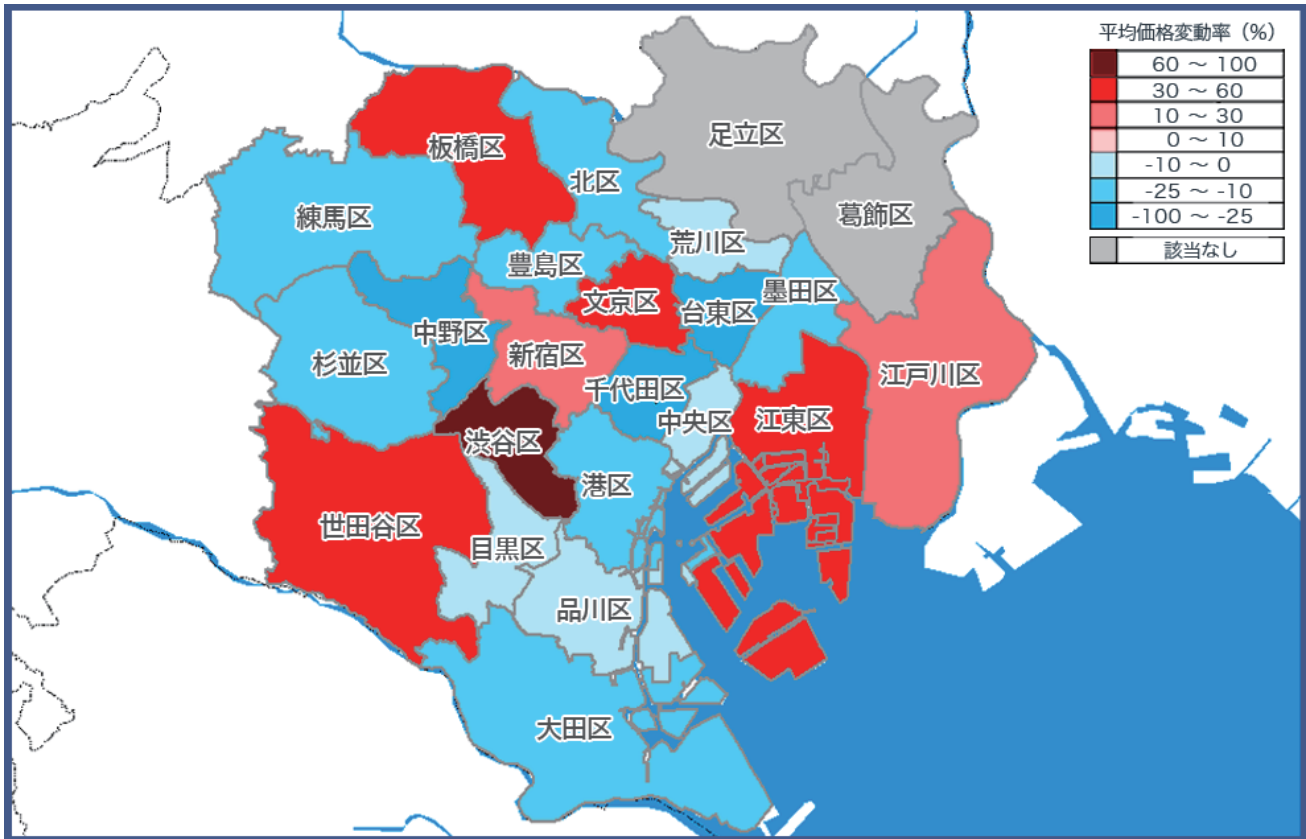 平均価格変動率（%）
60 ～ 100
30 ～ 60
10 ～ 30
0 ～ 10
-10 ～ 0
-25 ～ -10
-100 ～ -25
該当なし
足立区
板橋区
北区
練馬区
葛飾区
荒川区
豊島区
文京区
台東区
墨田区
中野区
新宿区
杉並区
千代田区
江戸川区
中央区
江東区
渋谷区
港区
世田谷区
目黒区
品川区
大田区